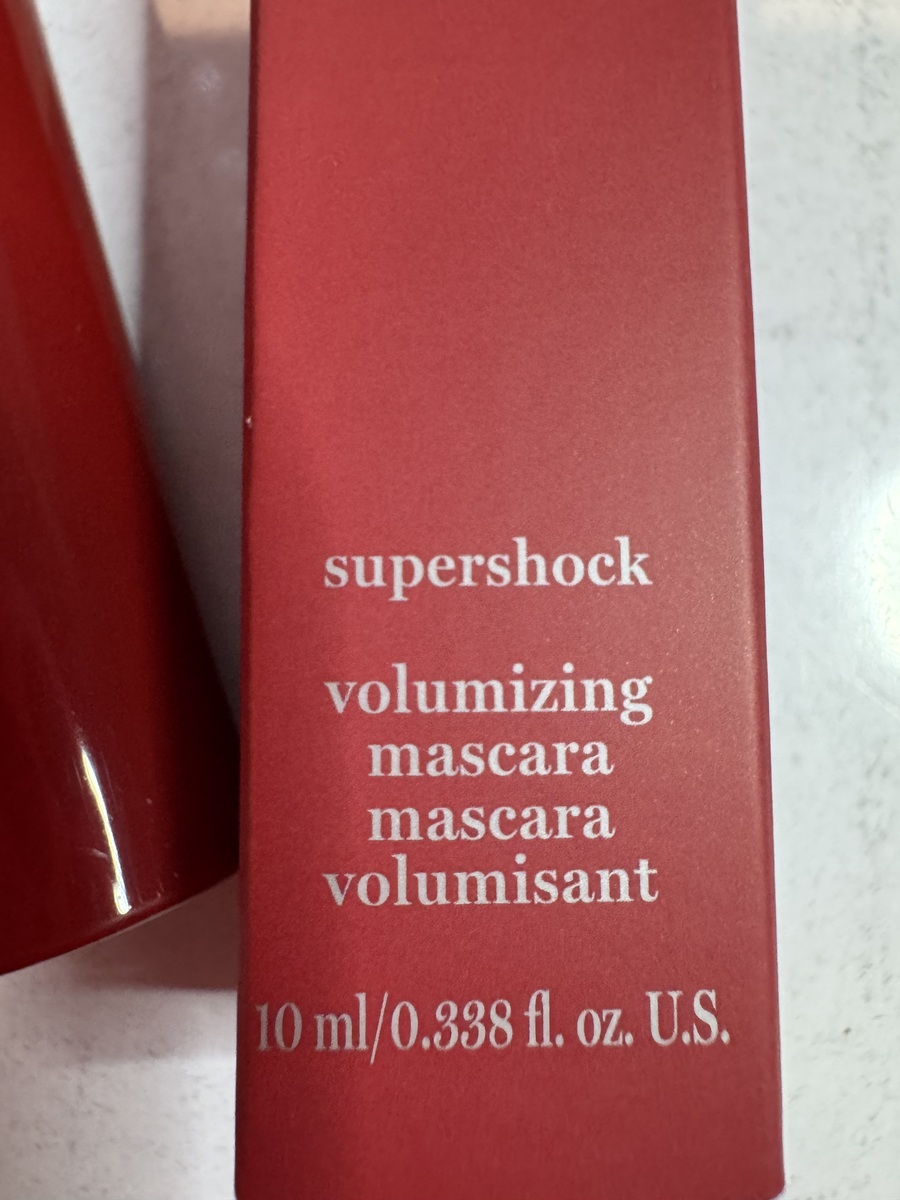 supershock
volumizing
mascara
mascara
volumisant
10 ml/0.338 fl. oz. U.S.